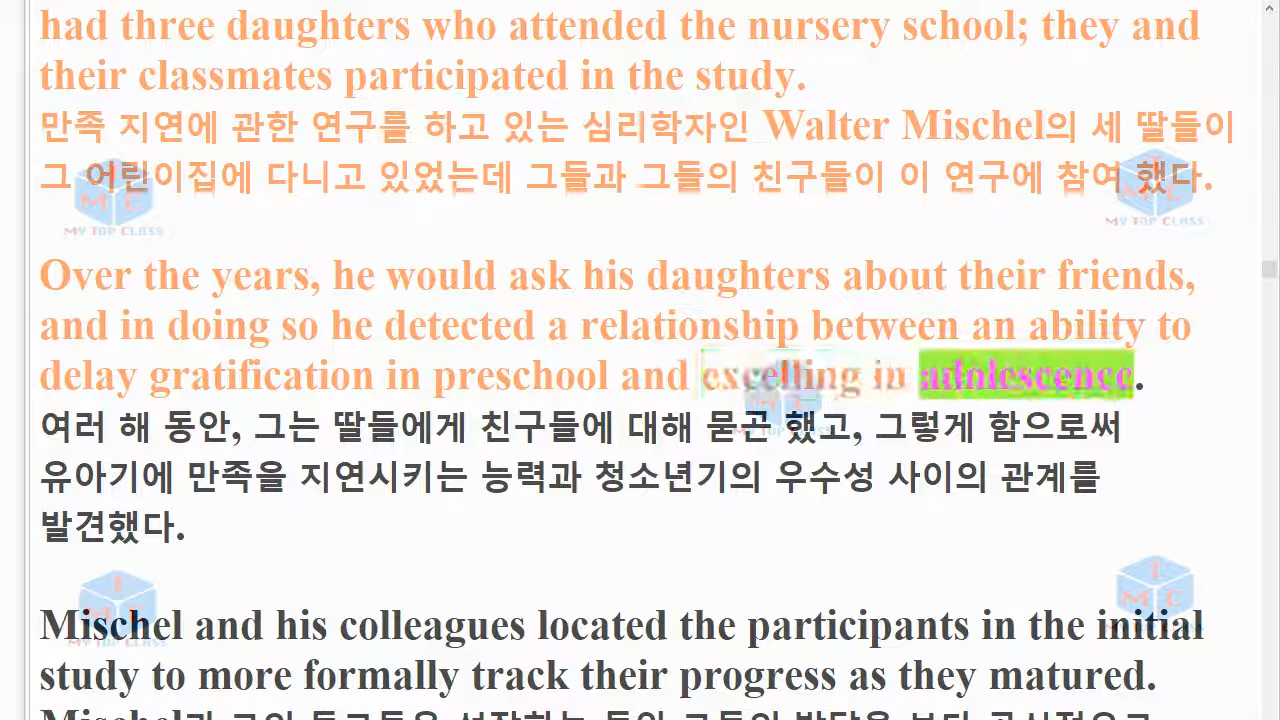 had three daughters who attended the nursery school; they and
their classmates participated in the study.
만족 지연에 관한 연구를 하고 있는 심리학자인 Walter Mischel의 세 딸들이
그 어린이집에 다니고 있었는데 그들과 그들의 친구들이 이 연구에 참여 했다.
MY TOP CLASS
MY TOP CLASS
Over the years, he would ask his daughters about their friends,
and in doing so he detected a relationship between an ability to
delay gratification in preschool and excelling in adolescence.
여러 해 동안, 그는 딸들에게 친구들에 대해 묻곤 했고, 그렇게 함으로써
유아기에 만족을 지연시키는 능력과 청소년기의 우수성 사이의 관계를
발견했다.
Mischel and his colleagues located the participants in the initial
study to more formally track their progress as they matured.